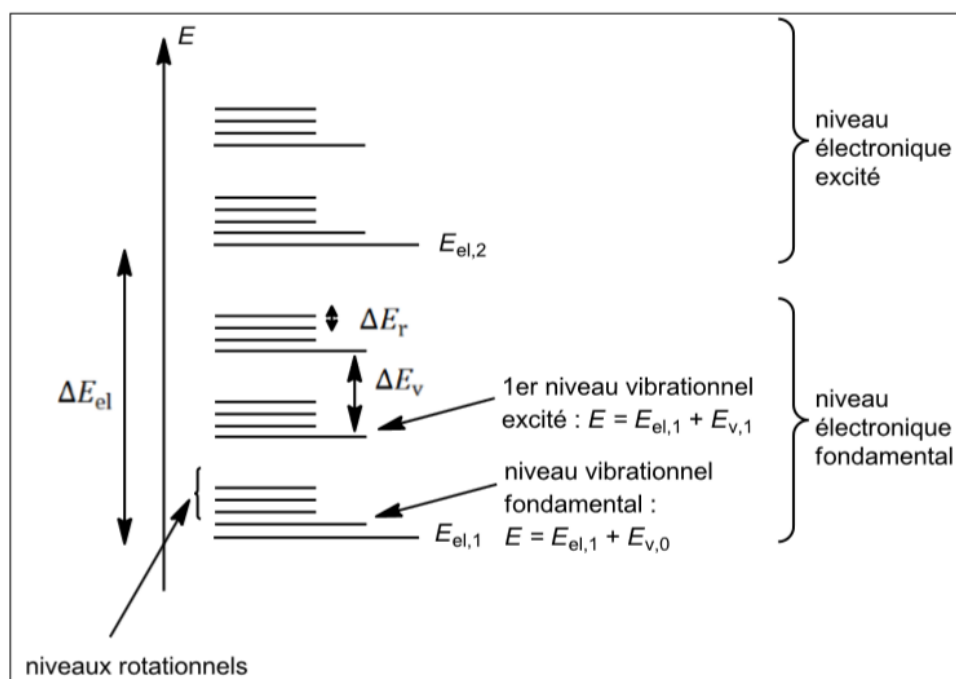 E
niveau
électronique
excité
E_el,2
ΔE_r
ΔE_v
ΔE_el
1er niveau vibrationnel
excité : E = E_el,1 + E_v,1
niveau
électronique
fondamental
niveau vibrationnel
fondamental :
E_el,1
E = E_el,1 + E_v,0
niveaux rotationnels